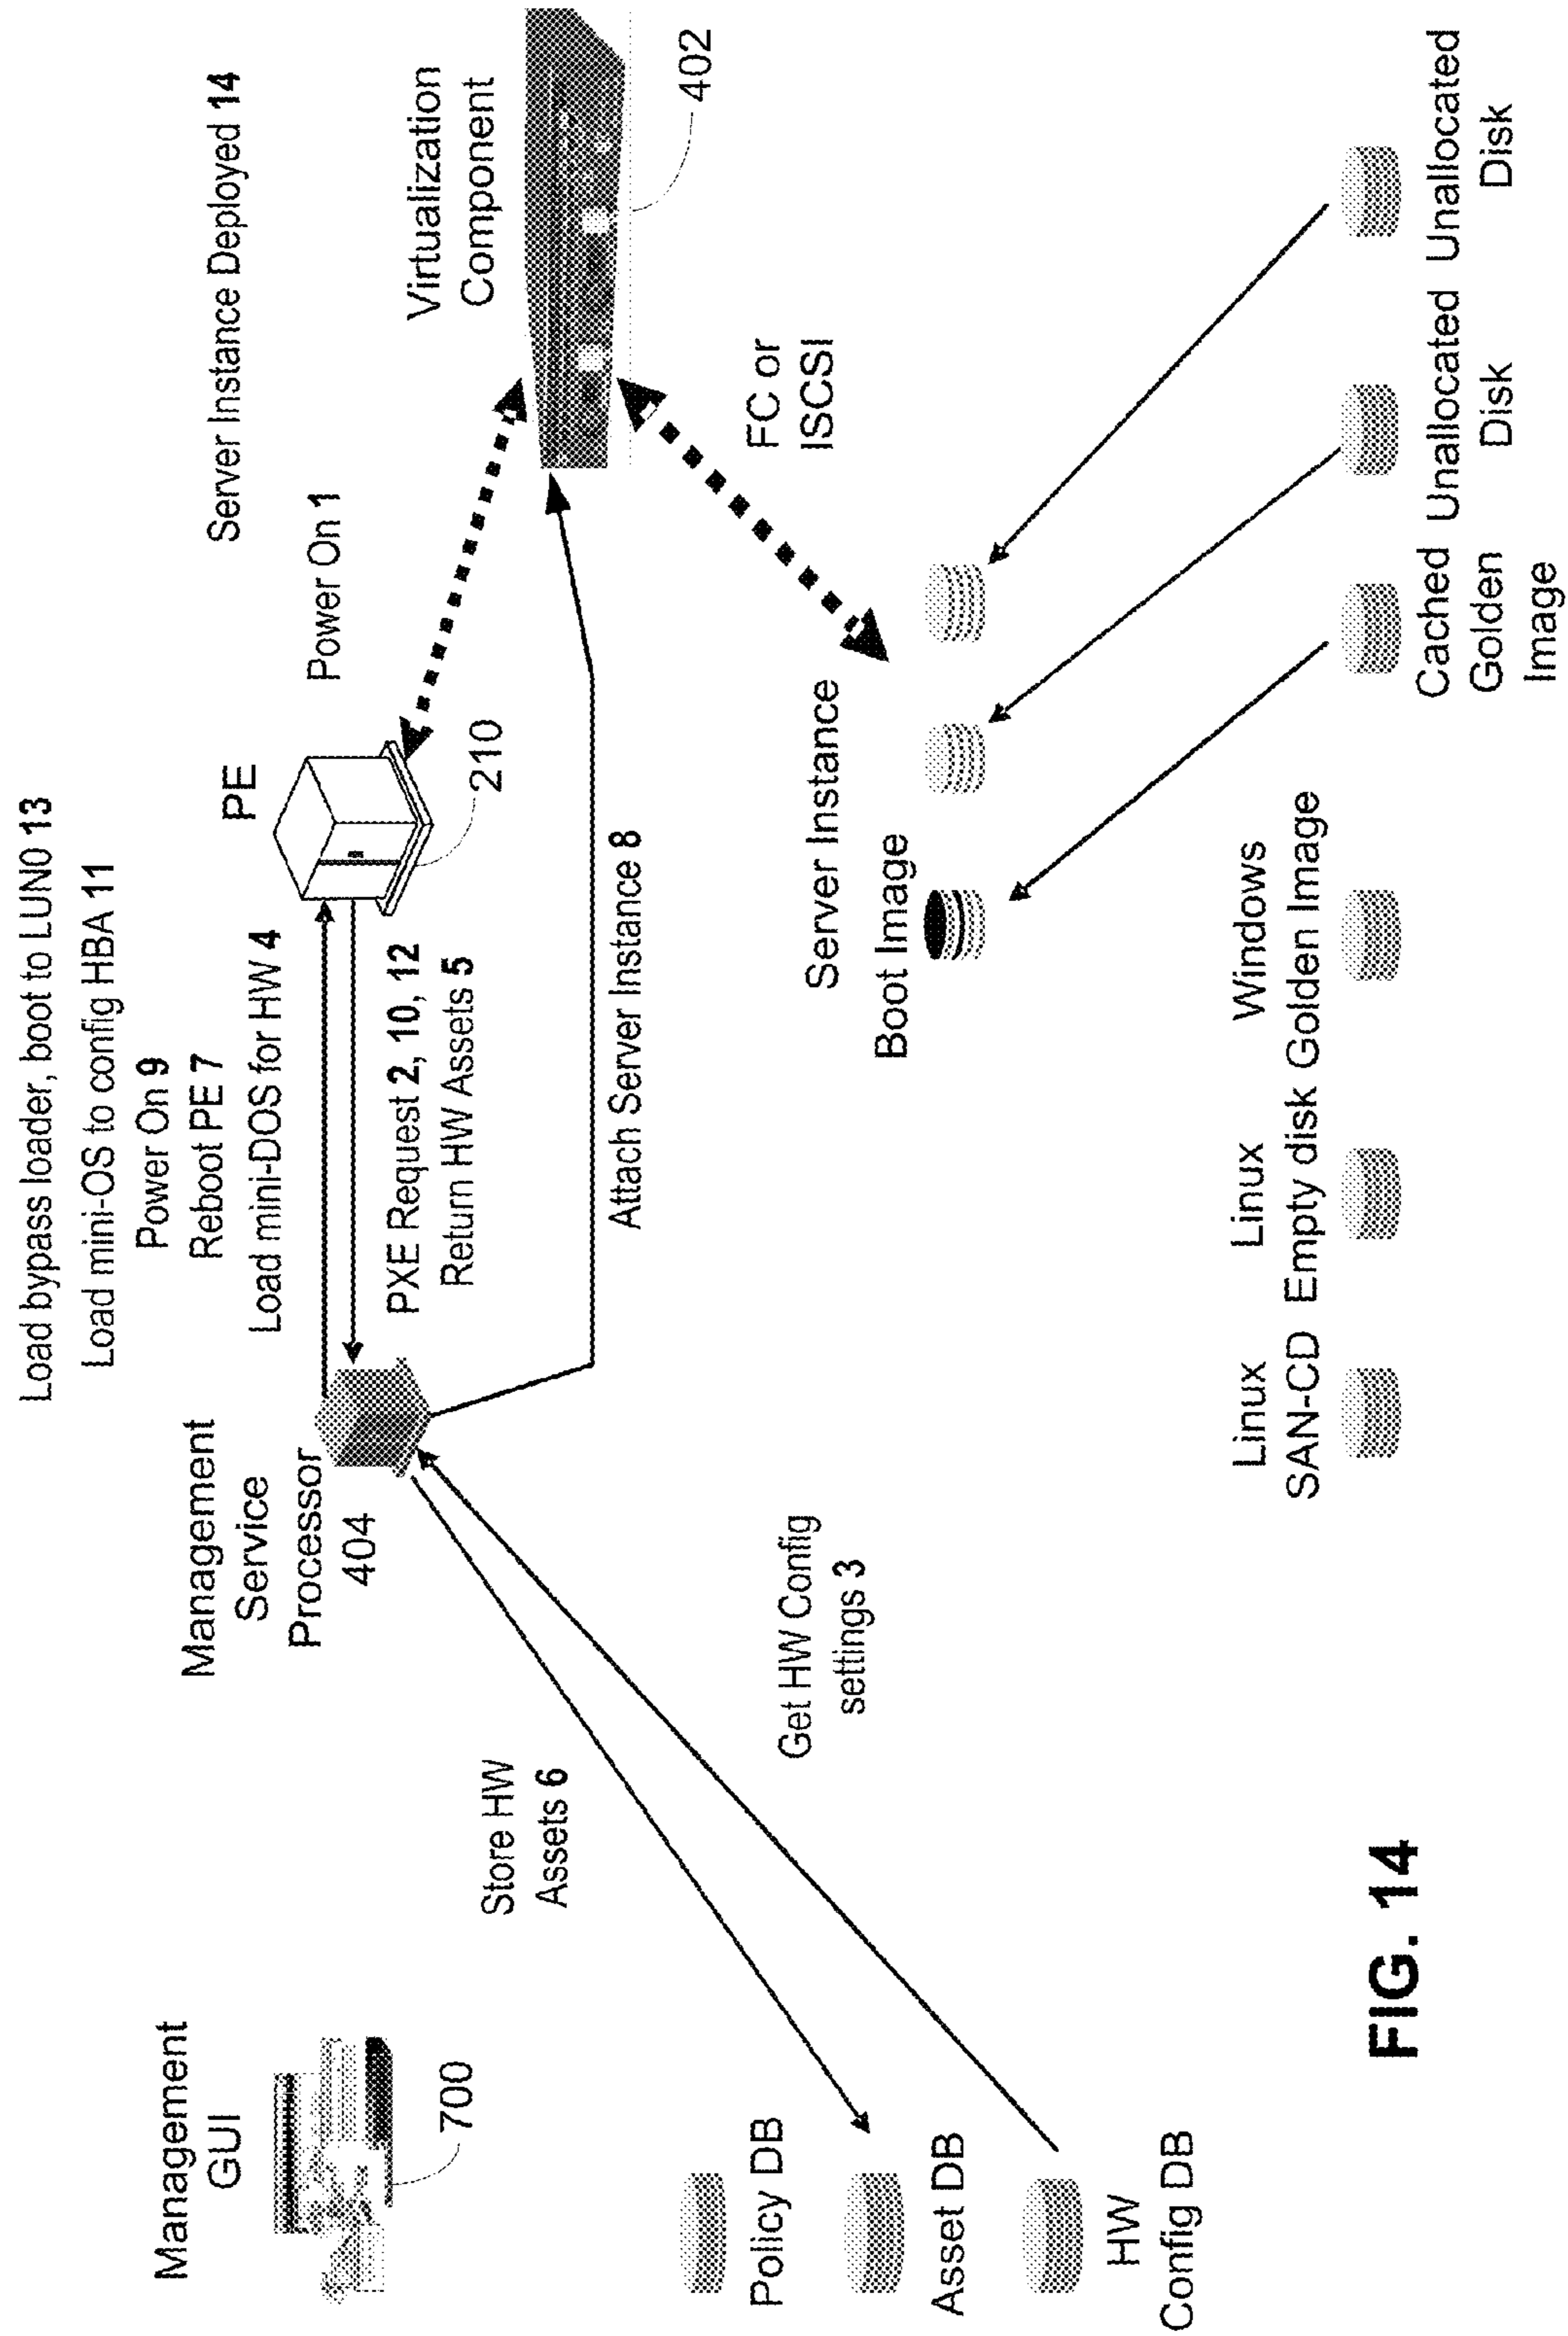 Load bypass loader, boot to LUN0 13
Load mini-OS to config HBA 11
Power On 9
Reboot PE 7
Load mini-DOS for HW 4
Server Instance Deployed 14
Power On 1
Management
GUI
700
Management
Service
Processor
404
PE
210
PXE Request 2, 10, 12
Return HW Assets 5
Virtualization
Component
402
Attach Server Instance 8
Store HW
Assets 6
Get HW Config
settings 3
FC or
ISCSI
Server Instance
Boot Image
Policy DB
Asset DB
HW
Config DB
Linux
SAN-CD
Linux
Empty disk
Windows
Golden Image
Cached
Golden
Image
Unallocated
Disk
Unallocated
Disk
FIG. 14